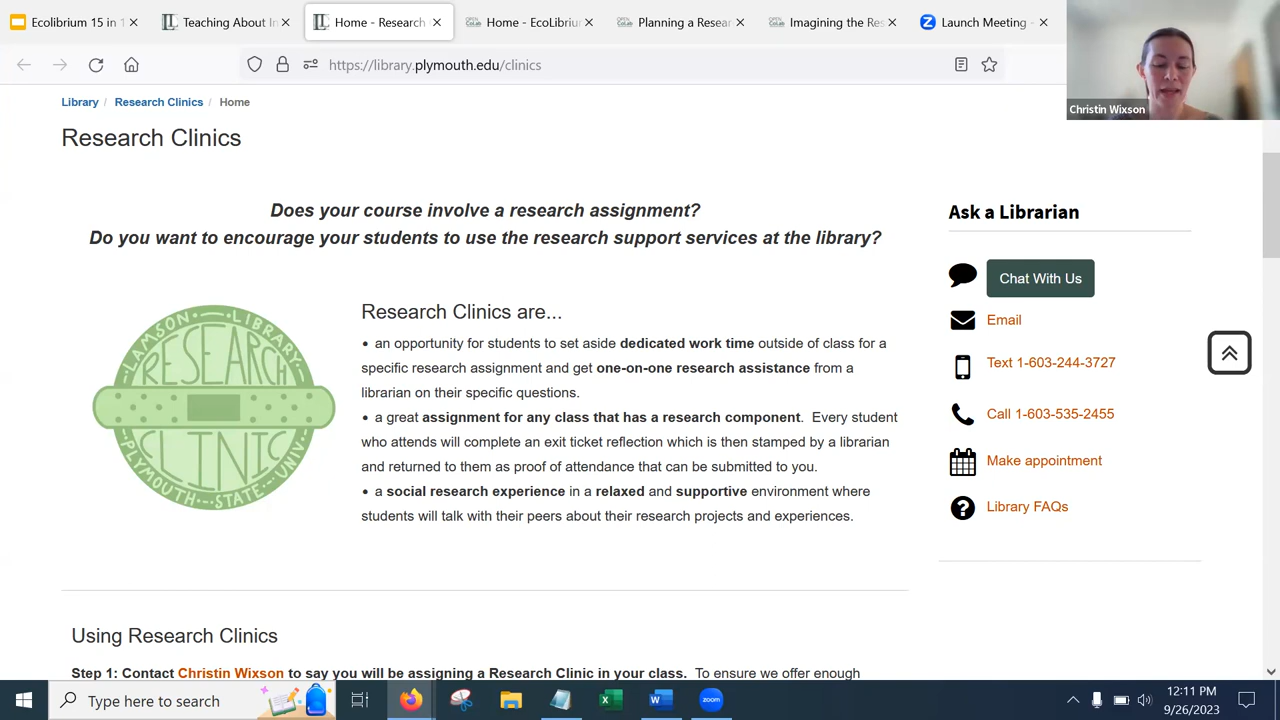 Ecolibrium 15 in 1
Teaching About In
Home - Research
Home - EcoLibriu
Planning a Resear
Imagining the Res
Launch Meeting -
https://library.plymouth.edu/clinics
Christin Wixson
Library / Research Clinics / Home
Research Clinics
Does your course involve a research assignment?
Do you want to encourage your students to use the research support services at the library?
LAMSON LIBRARY
RESEARCH
CLINIC
PLYMOUTH STATE UNIV
Research Clinics are...
• an opportunity for students to set aside dedicated work time outside of class for a
specific research assignment and get one-on-one research assistance from a
librarian on their specific questions.
• a great assignment for any class that has a research component. Every student
who attends will complete an exit ticket reflection which is then stamped by a librarian
and returned to them as proof of attendance that can be submitted to you.
• a social research experience in a relaxed and supportive environment where
students will talk with their peers about their research projects and experiences.
Ask a Librarian
Chat With Us
Email
Text 1-603-244-3727
Call 1-603-535-2455
Make appointment
Library FAQs
Using Research Clinics
Step 1: Contact Christin Wixson to say you will be assigning a Research Clinic in your class. To ensure we offer enough
Type here to search
zoom
12:11 PM
9/26/2023